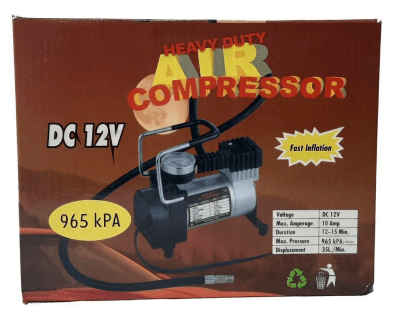 HEAVY DUTY
AIR
COMPRESSOR
DC 12V
Fast Inflation
965 kPA
Voltage DC 12V
Max. Amperage 10 Amp
Duration 12-15 Min.
Max. Pressure 965 kPA
Displacement 35L./Min.